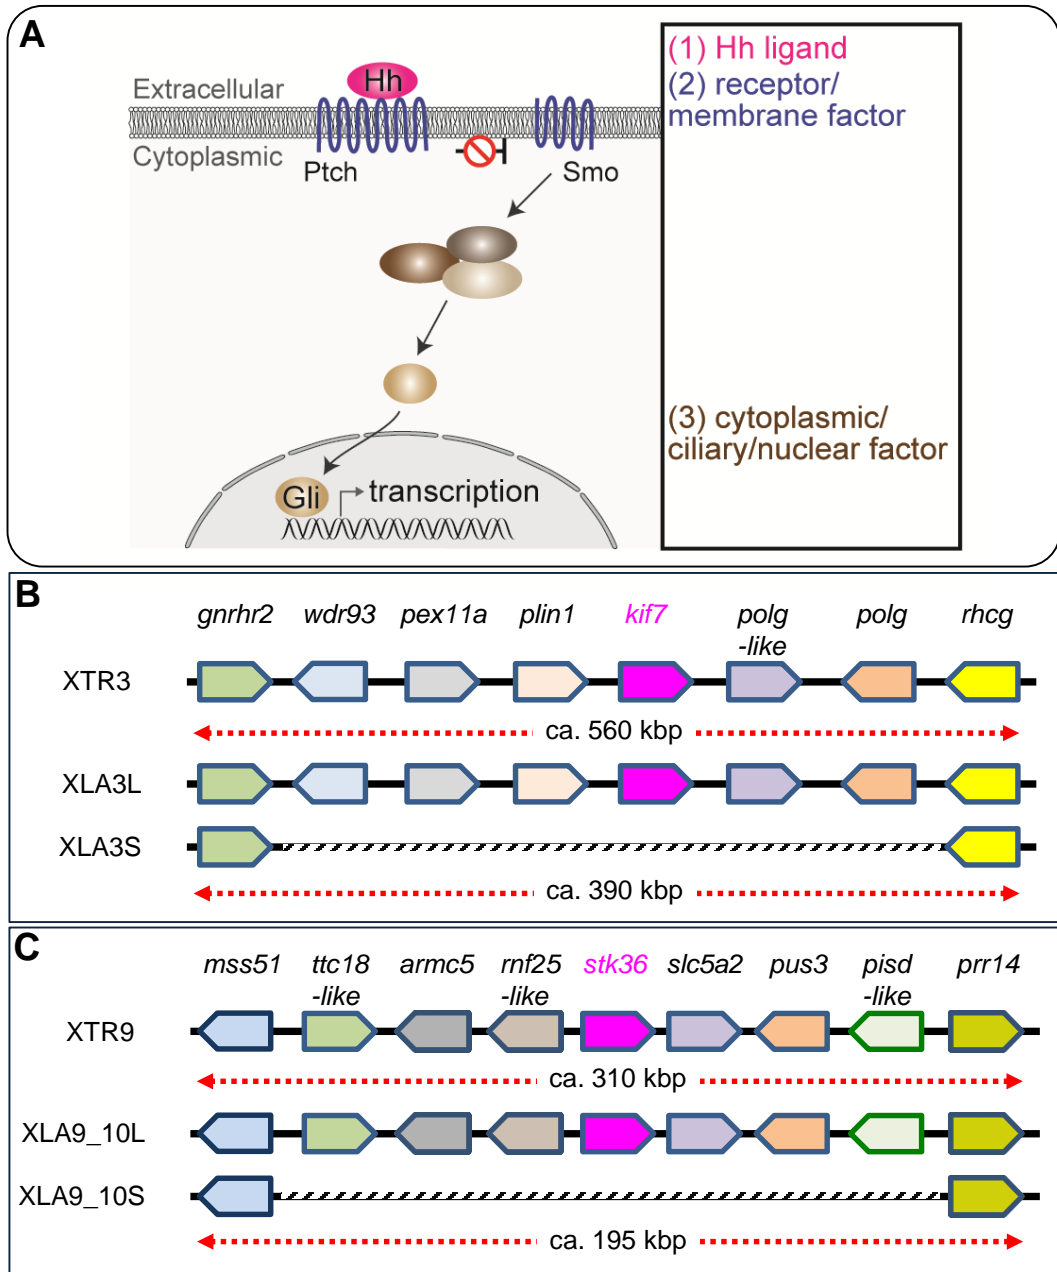 A
Hh
Extracellular
Cytoplasmic
Ptch
Smo
Gli
transcription
(1) Hh ligand
(2) receptor/
membrane factor
(3) cytoplasmic/
ciliary/nuclear factor
B
gnrhr2 wdr93 pex11a plin1 kif7 polg polg rhcg
-like
XTR3
ca. 560 kbp
XLA3L
XLA3S
ca. 390 kbp
C
mss51 ttc18 armc5 rnf25 stk36 slc5a2 pus3 pisd prr14
-like -like -like
XTR9
ca. 310 kbp
XLA9_10L
XLA9_10S
ca. 195 kbp